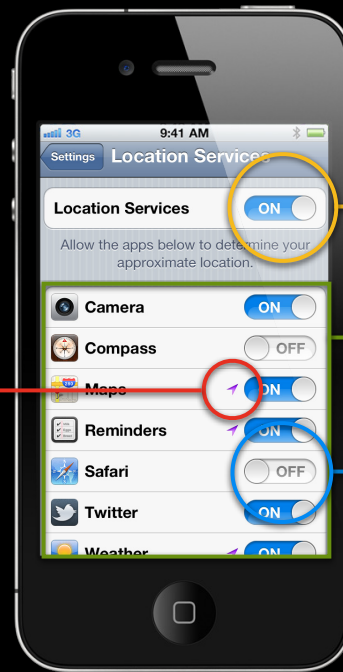 3G 9:41 AM
Settings Location Services
Location Services ON
Allow the apps below to determine your
approximate location.
Camera ON
Compass OFF
Maps ON
Reminders ON
Safari OFF
Twitter ON
Weather ON